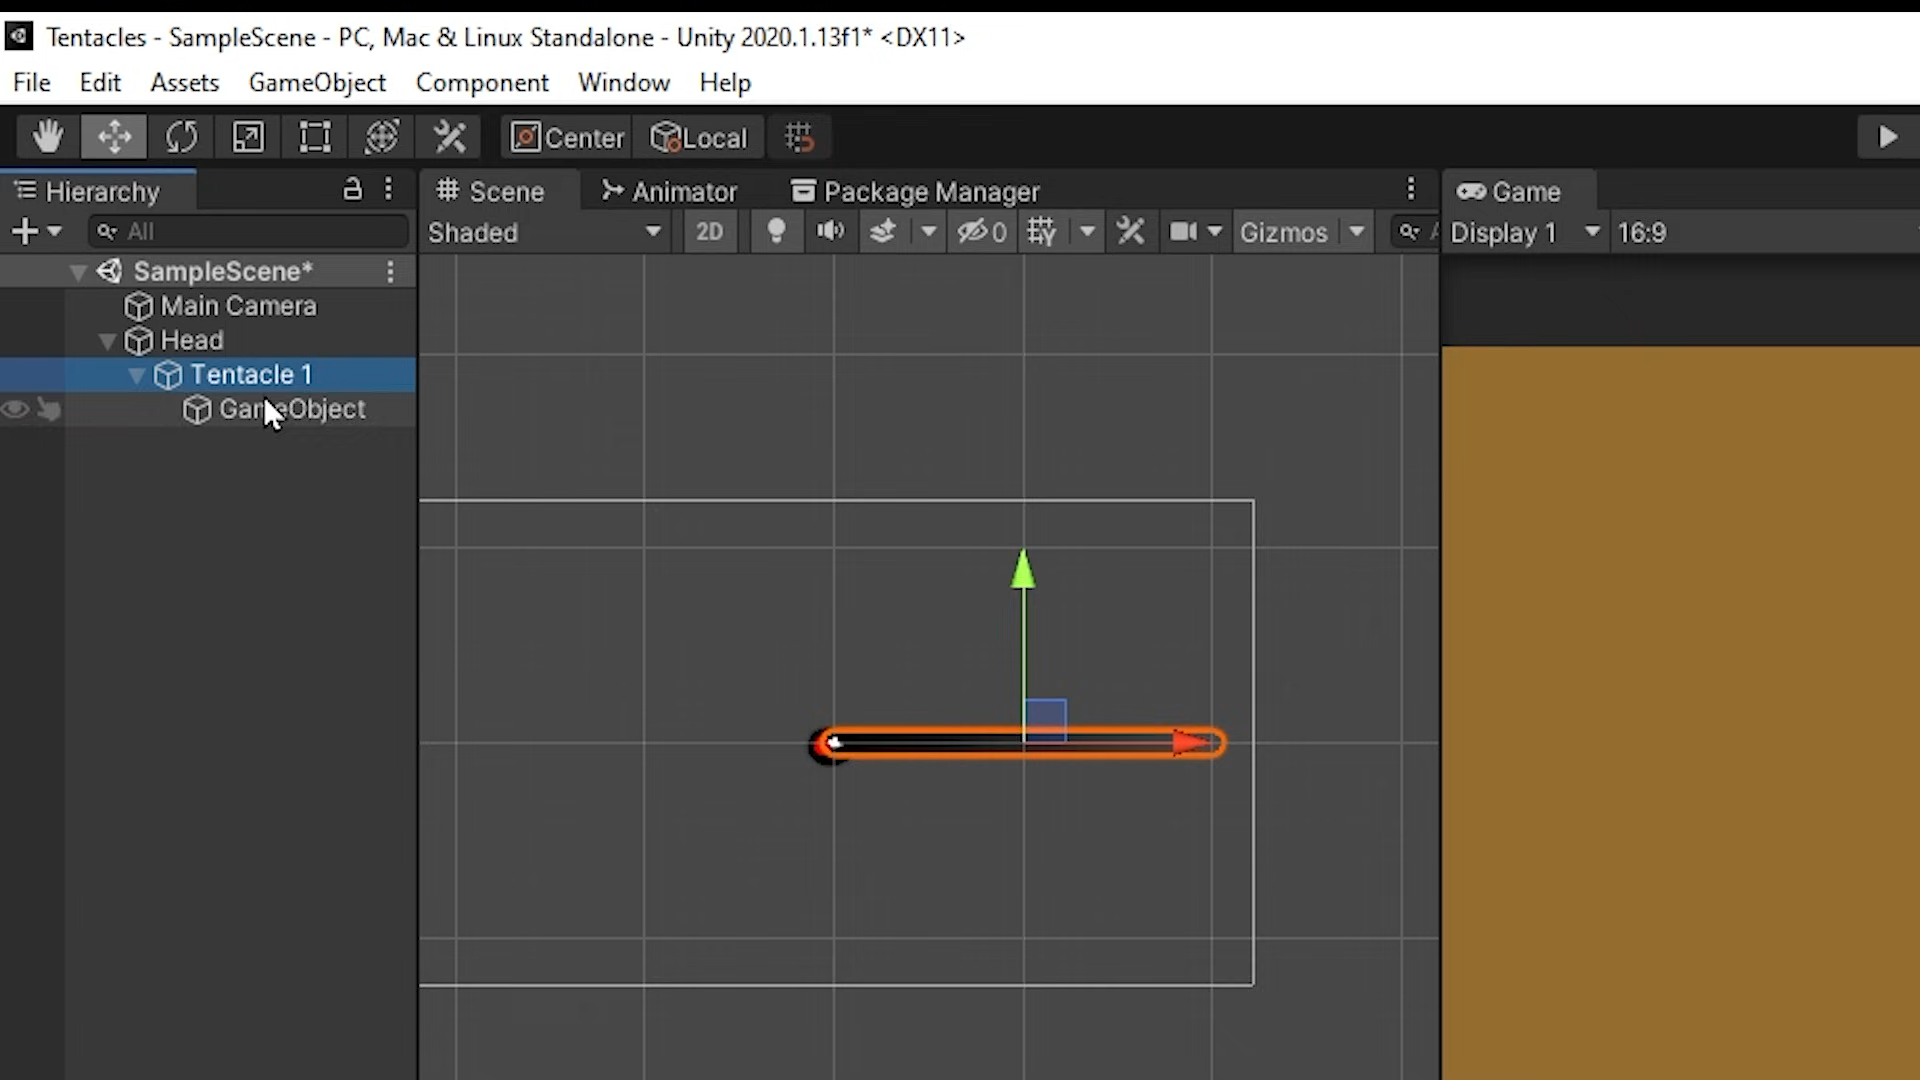 Tentacles - SampleScene - PC, Mac & Linux Standalone - Unity 2020.1.13f1* <DX11>
File Edit Assets GameObject Component Window Help
Center Local
Hierarchy Scene Animator Package Manager Game
All Shaded 2D 0 Gizmos Display 1 16:9
SampleScene*
Main Camera
Head
Tentacle 1
GameObject